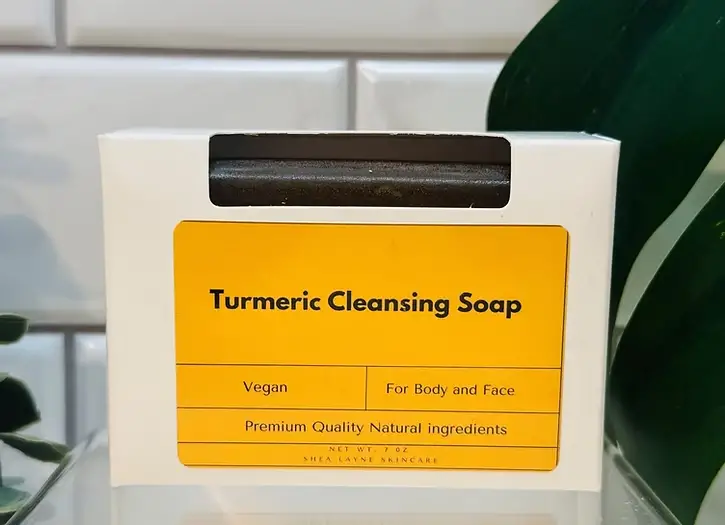 Turmeric Cleansing Soap
Vegan
For Body and Face
Premium Quality Natural ingredients
NET WT. 7 OZ
SHEA LAYNE SKINCARE